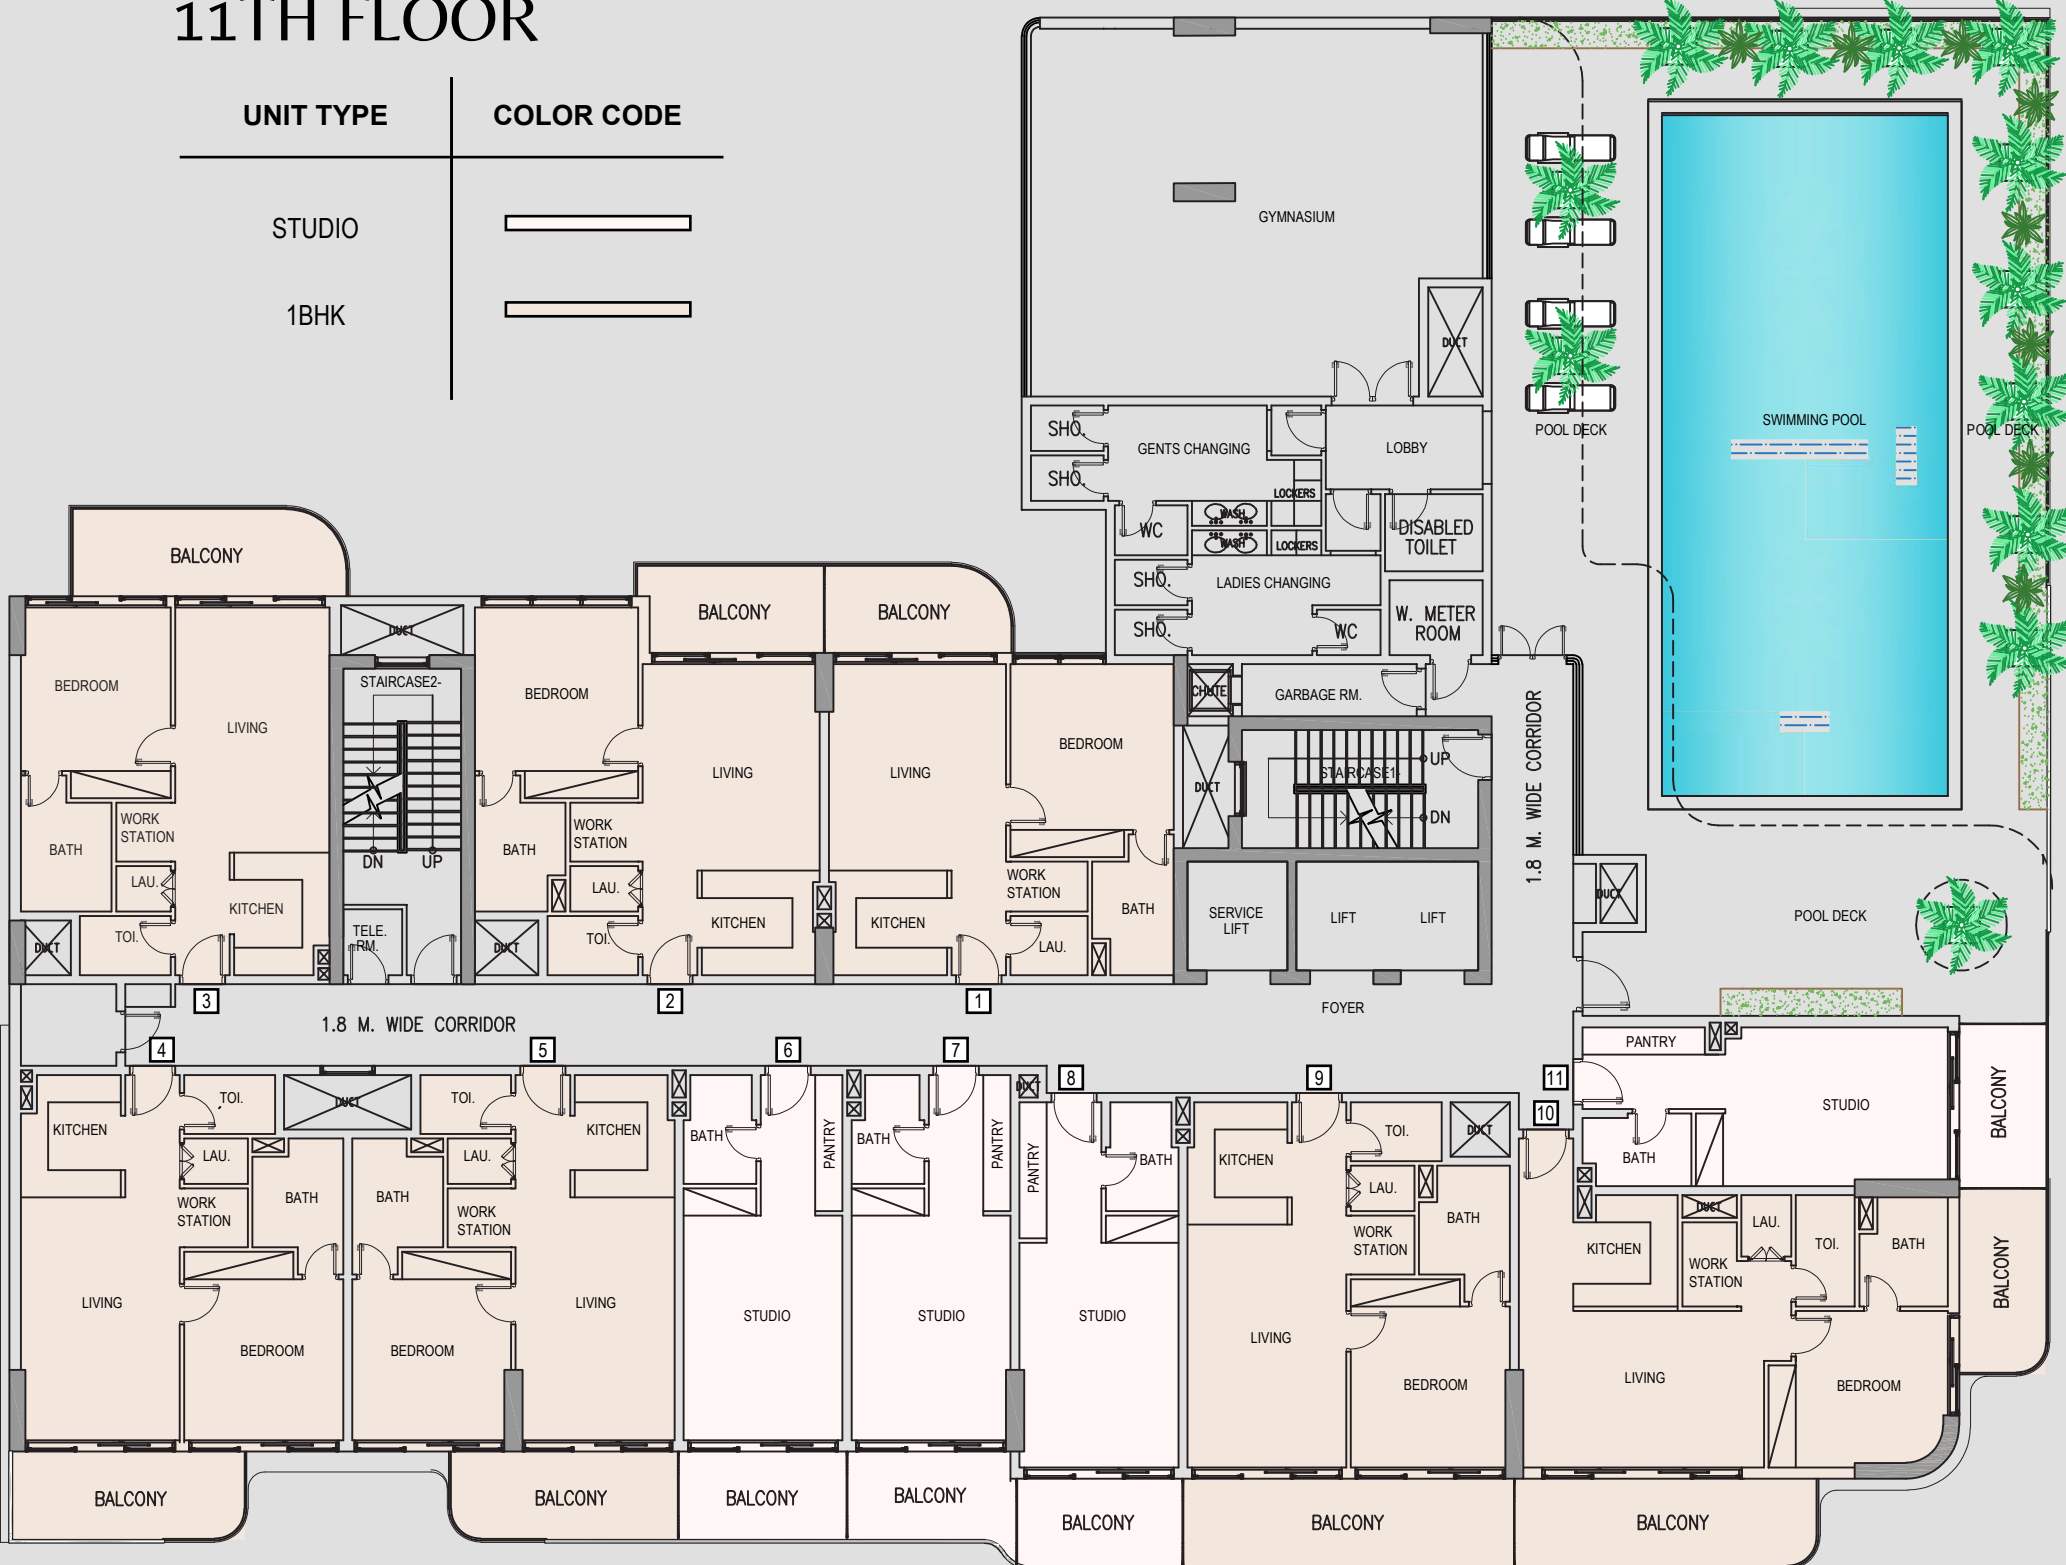 11TH FLOOR
UNIT TYPE
COLOR CODE
STUDIO
1BHK
GYMNASIUM
DUCT
SHO.
GENTS CHANGING
LOBBY
SHO.
LOCKERS
WASH
WC
DISABLED
TOILET
WASH
LOCKERS
SHO.
LADIES CHANGING
SHO.
WC
W. METER
ROOM
CHUTE
GARBAGE RM.
POOL DECK
SWIMMING POOL
POOL DECK
1.8 M. WIDE CORRIDOR
BALCONY
BALCONY
BALCONY
DUCT
STAIRCASE2-
BEDROOM
LIVING
BEDROOM
LIVING
LIVING
BEDROOM
DUCT
STAIRCASE1-
UP
DN
WORK
STATION
BATH
LAU.
KITCHEN
TOI.
DUCT
DN
UP
TELE.
RM.
WORK
STATION
BATH
LAU.
KITCHEN
TOI.
DUCT
KITCHEN
WORK
STATION
BATH
LAU.
SERVICE
LIFT
LIFT
LIFT
DUCT
POOL DECK
3
2
1
FOYER
1.8 M. WIDE CORRIDOR
4
5
6
7
8
9
11
10
PANTRY
STUDIO
BALCONY
BATH
KITCHEN
TOI.
DUCT
TOI.
KITCHEN
LAU.
LAU.
WORK
STATION
BATH
BATH
WORK
STATION
LIVING
BEDROOM
BEDROOM
LIVING
BATH
PANTRY
STUDIO
BATH
PANTRY
STUDIO
DUCT
PANTRY
BATH
STUDIO
KITCHEN
TOI.
DUCT
LAU.
WORK
STATION
BATH
LIVING
BEDROOM
KITCHEN
DUCT
LAU.
WORK
STATION
TOI.
BATH
BALCONY
LIVING
BEDROOM
BALCONY
BALCONY
BALCONY
BALCONY
BALCONY
BALCONY
BALCONY